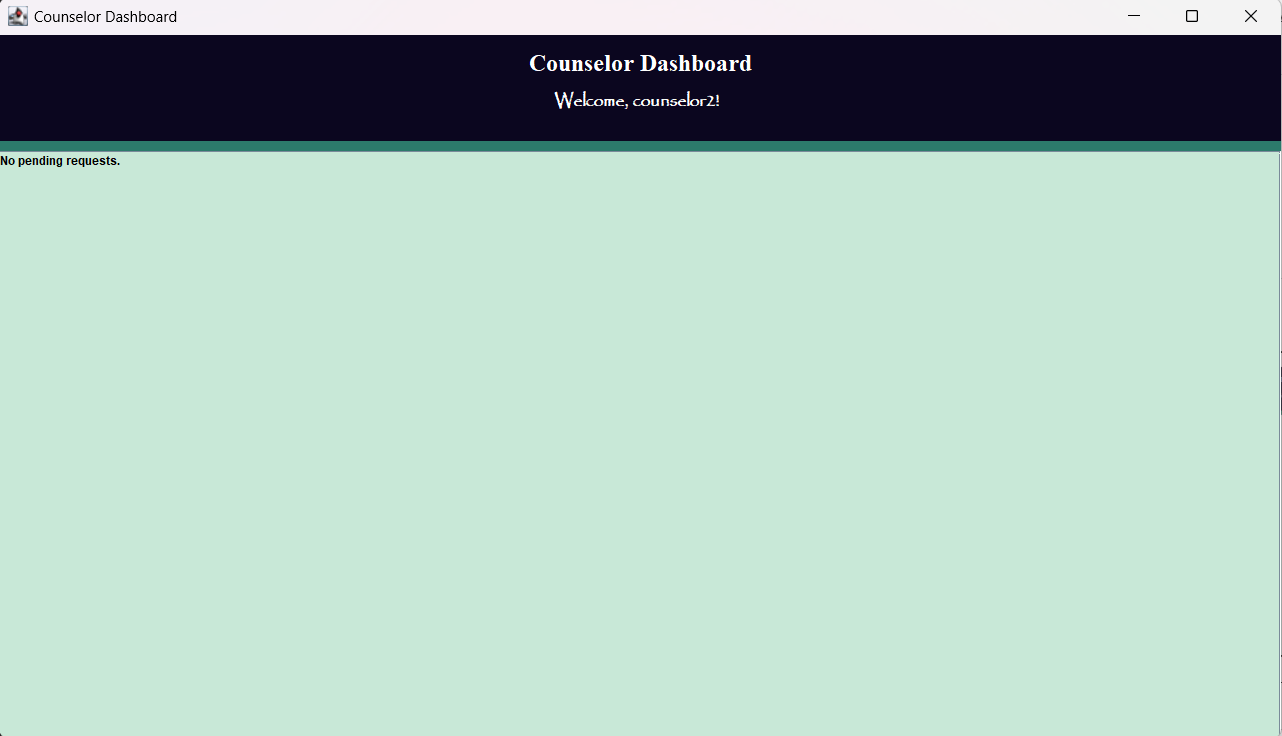 Counselor Dashboard
Counselor Dashboard
Welcome, counselor2!
No pending requests.